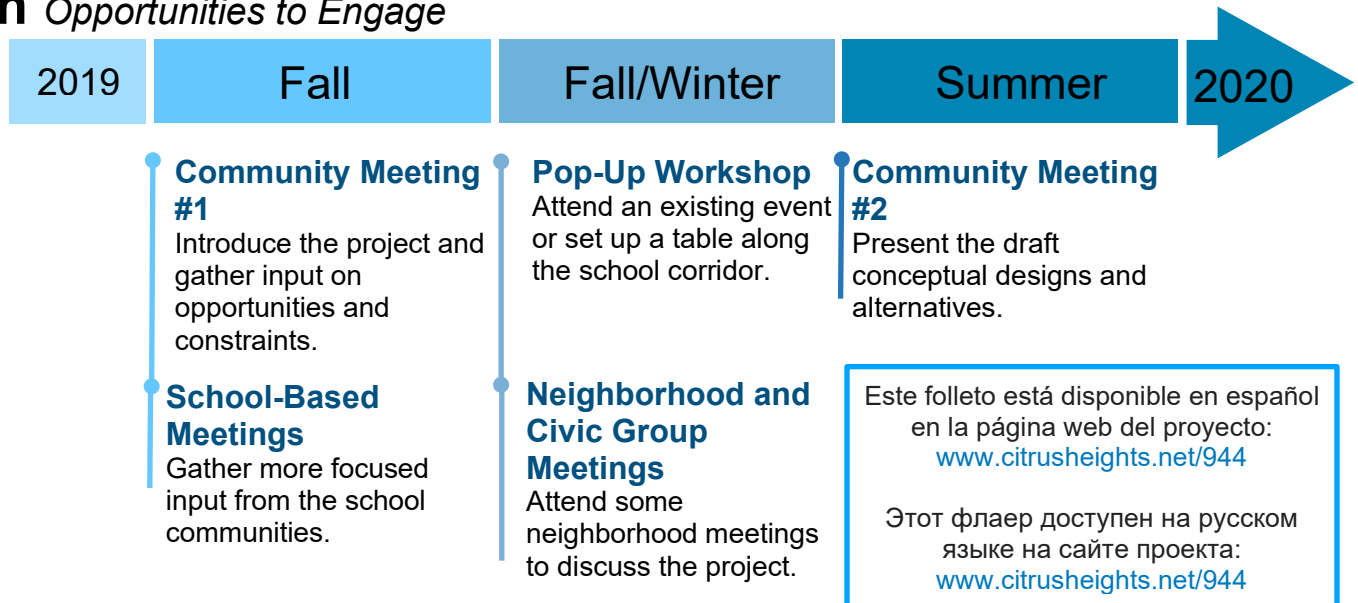 n Opportunities to Engage
2019
Fall
Fall/Winter
Summer
2020
Community Meeting
#1
Introduce the project and
gather input on
opportunities and
constraints.
School-Based
Meetings
Gather more focused
input from the school
communities.
Pop-Up Workshop
Attend an existing event
or set up a table along
the school corridor.
Neighborhood and
Civic Group
Meetings
Attend some
neighborhood meetings
to discuss the project.
Community Meeting
#2
Present the draft
conceptual designs and
alternatives.
Este folleto está disponible en español
en la página web del proyecto:
www.citrusheights.net/944
Этот флаер доступен на русском
языке на сайте проекта:
www.citrusheights.net/944